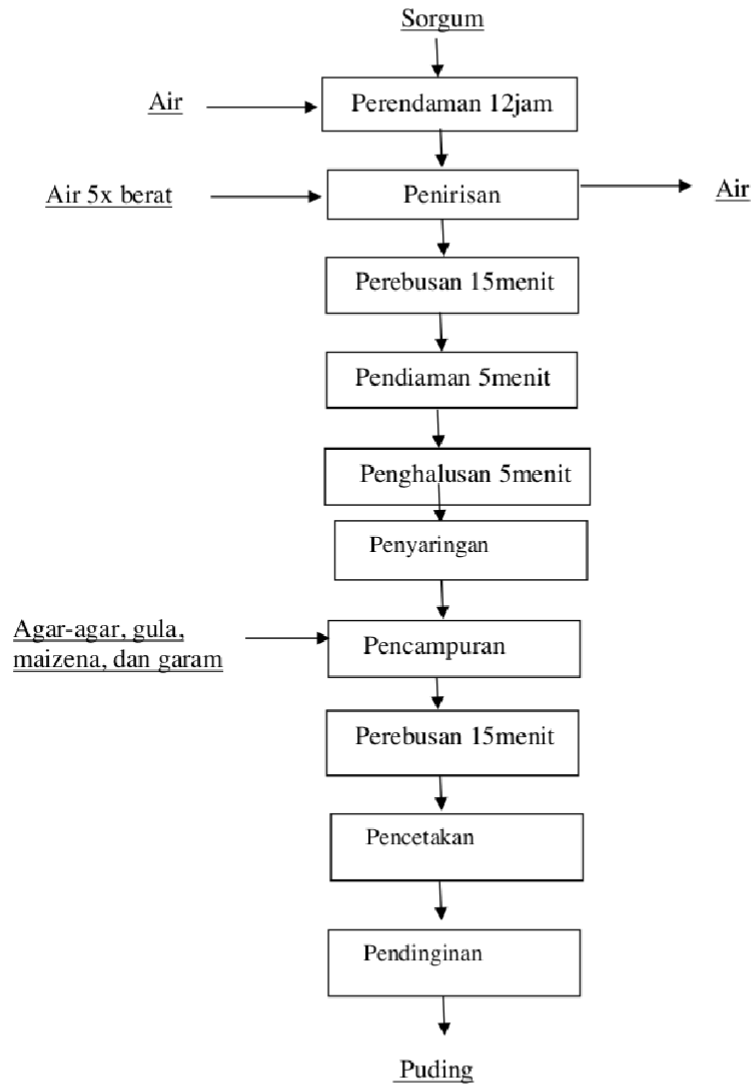 Sorgum
Air
Perendaman 12jam
Air 5x berat
Penirisan
Air
Perebusan 15menit
Pendiaman 5menit
Penghalusan 5menit
Penyaringan
Agar-agar, gula,
maizena, dan garam
Pencampuran
Perebusan 15menit
Pencetakan
Pendinginan
Puding